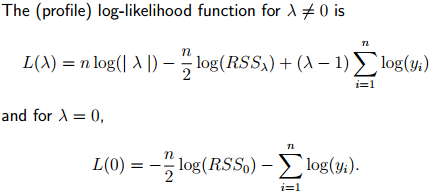 The (profile) log-likelihood function for λ ≠ 0 is
L(λ) = n log(| λ |) − n/2 log(RSS_λ) + (λ − 1) ∑_{i=1}^{n} log(y_i)
and for λ = 0,
L(0) = − n/2 log(RSS_0) − ∑_{i=1}^{n} log(y_i).